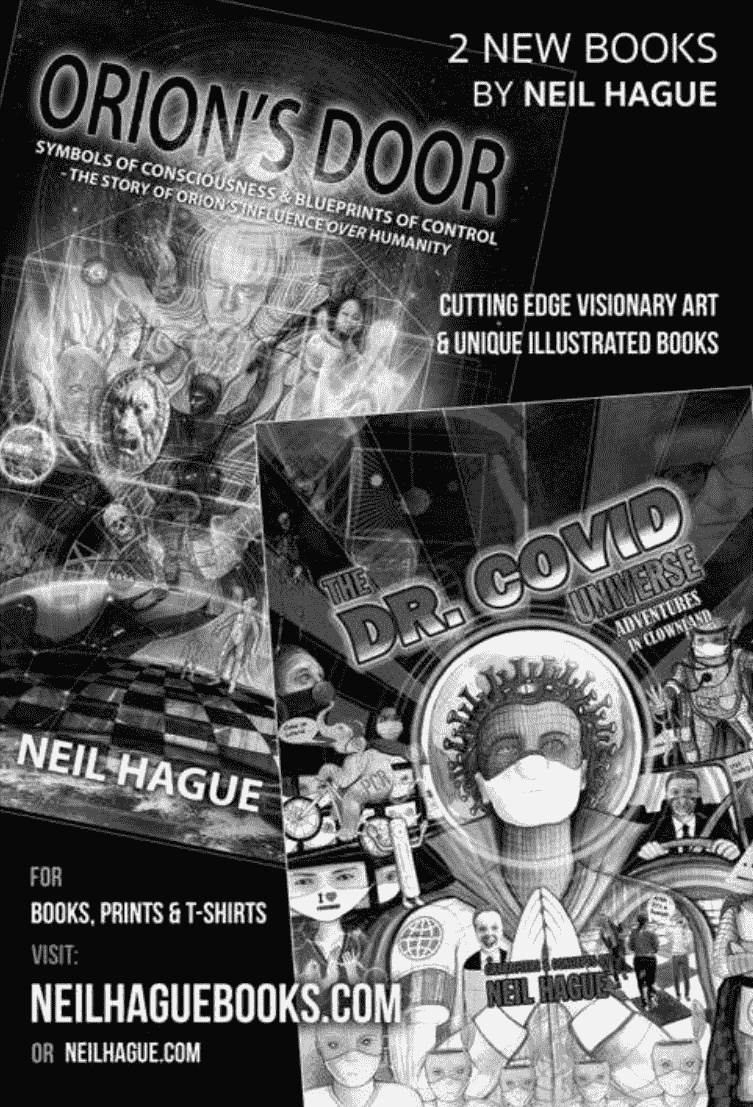 2 NEW BOOKS
BY NEIL HAGUE
ORION'S DOOR
SYMBOLS OF CONSCIOUSNESS & BLUEPRINTS OF CONTROL
- THE STORY OF ORION'S INFLUENCE OVER HUMANITY
CUTTING EDGE VISIONARY ART
& UNIQUE ILLUSTRATED BOOKS
THE
DR. COVID
UNIVERSE
ADVENTURES
IN CLOWNLAND
PCR
NEIL HAGUE
I ♥
NEIL HAGUE
FOR
BOOKS, PRINTS & T-SHIRTS
VISIT:
NEILHAGUEBOOKS.COM
OR NEILHAGUE.COM